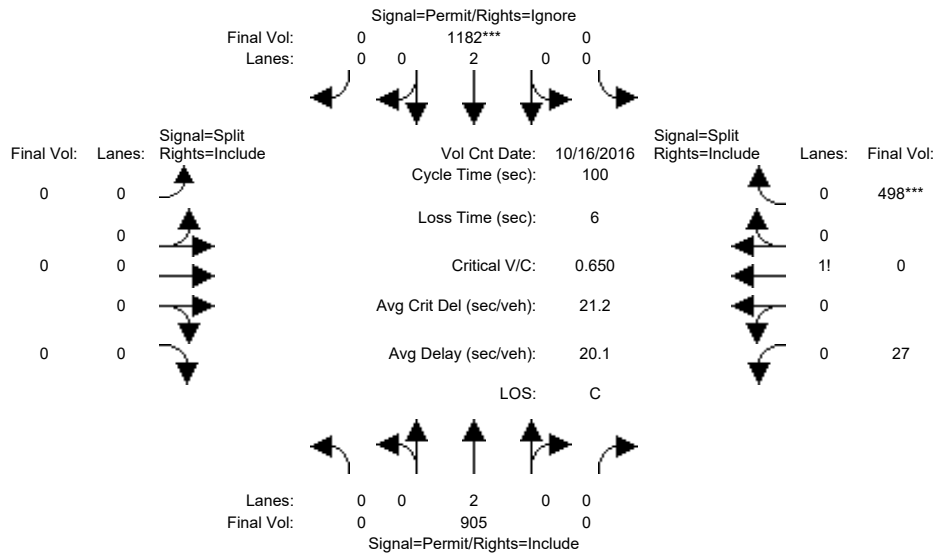 Signal=Permit/Rights=Ignore
Final Vol: 0 1182*** 0
Lanes: 0 0 2 0 0
Signal=Split Signal=Split
Final Vol: Lanes: Rights=Include Vol Cnt Date: 10/16/2016 Rights=Include Lanes: Final Vol:
Cycle Time (sec): 100
0 0 0 498***
Loss Time (sec): 6
0 0
0 0 Critical V/C: 0.650 1! 0
0 Avg Crit Del (sec/veh): 21.2 0
0 0 Avg Delay (sec/veh): 20.1 0 27
LOS: C
Lanes: 0 0 2 0 0
Final Vol: 0 905 0
Signal=Permit/Rights=Include